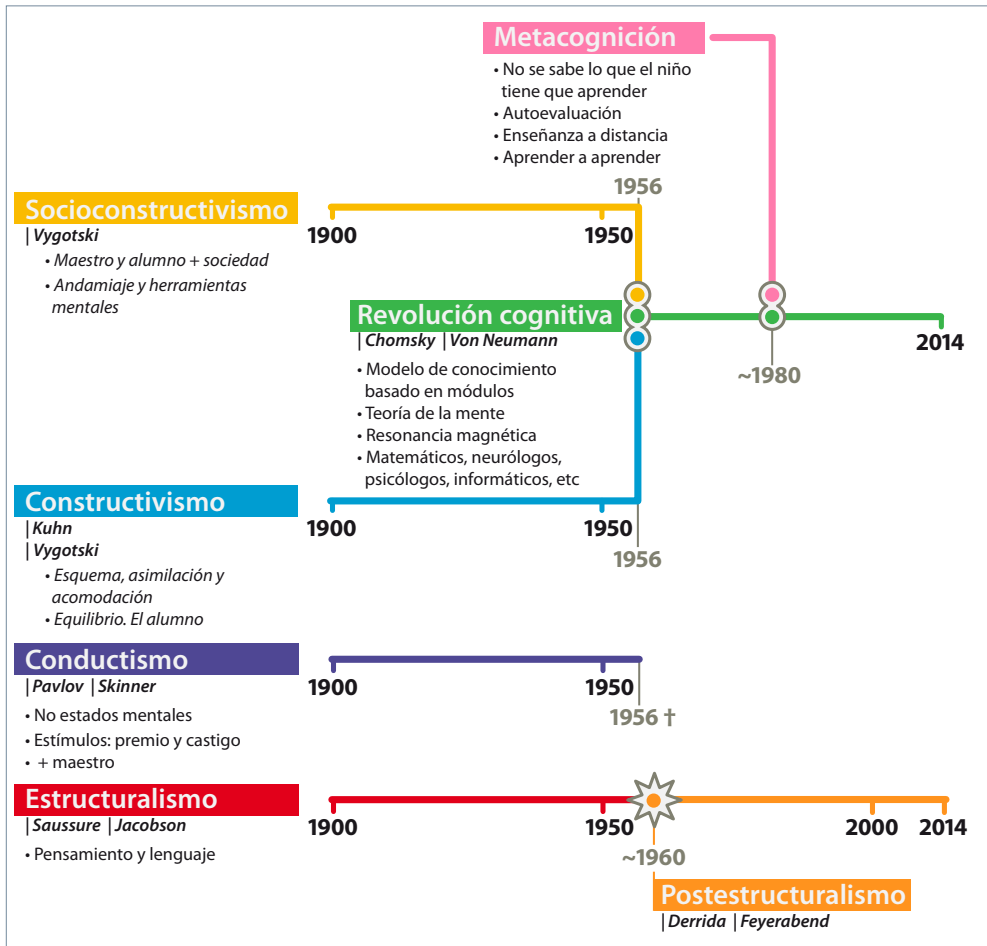 Metacognición
• No se sabe lo que el niño
tiene que aprender
• Autoevaluación
• Enseñanza a distancia
• Aprender a aprender
1956
Socioconstructivismo
1900
1950
| Vygotski
• Maestro y alumno + sociedad
• Andamiaje y herramientas
mentales
Revolución cognitiva
2014
| Chomsky | Von Neumann
~1980
• Modelo de conocimiento
basado en módulos
• Teoría de la mente
• Resonancia magnética
• Matemáticos, neurólogos,
psicólogos, informáticos, etc
Constructivismo
1900
1950
1956
| Kuhn
| Vygotski
• Esquema, asimilación y
acomodación
• Equilibrio. El alumno
Conductismo
1900
1950
1956 †
| Pavlov | Skinner
• No estados mentales
• Estímulos: premio y castigo
• + maestro
Estructuralismo
1900
1950
2000
2014
| Saussure | Jacobson
~1960
• Pensamiento y lenguaje
Postestructuralismo
| Derrida | Feyerabend